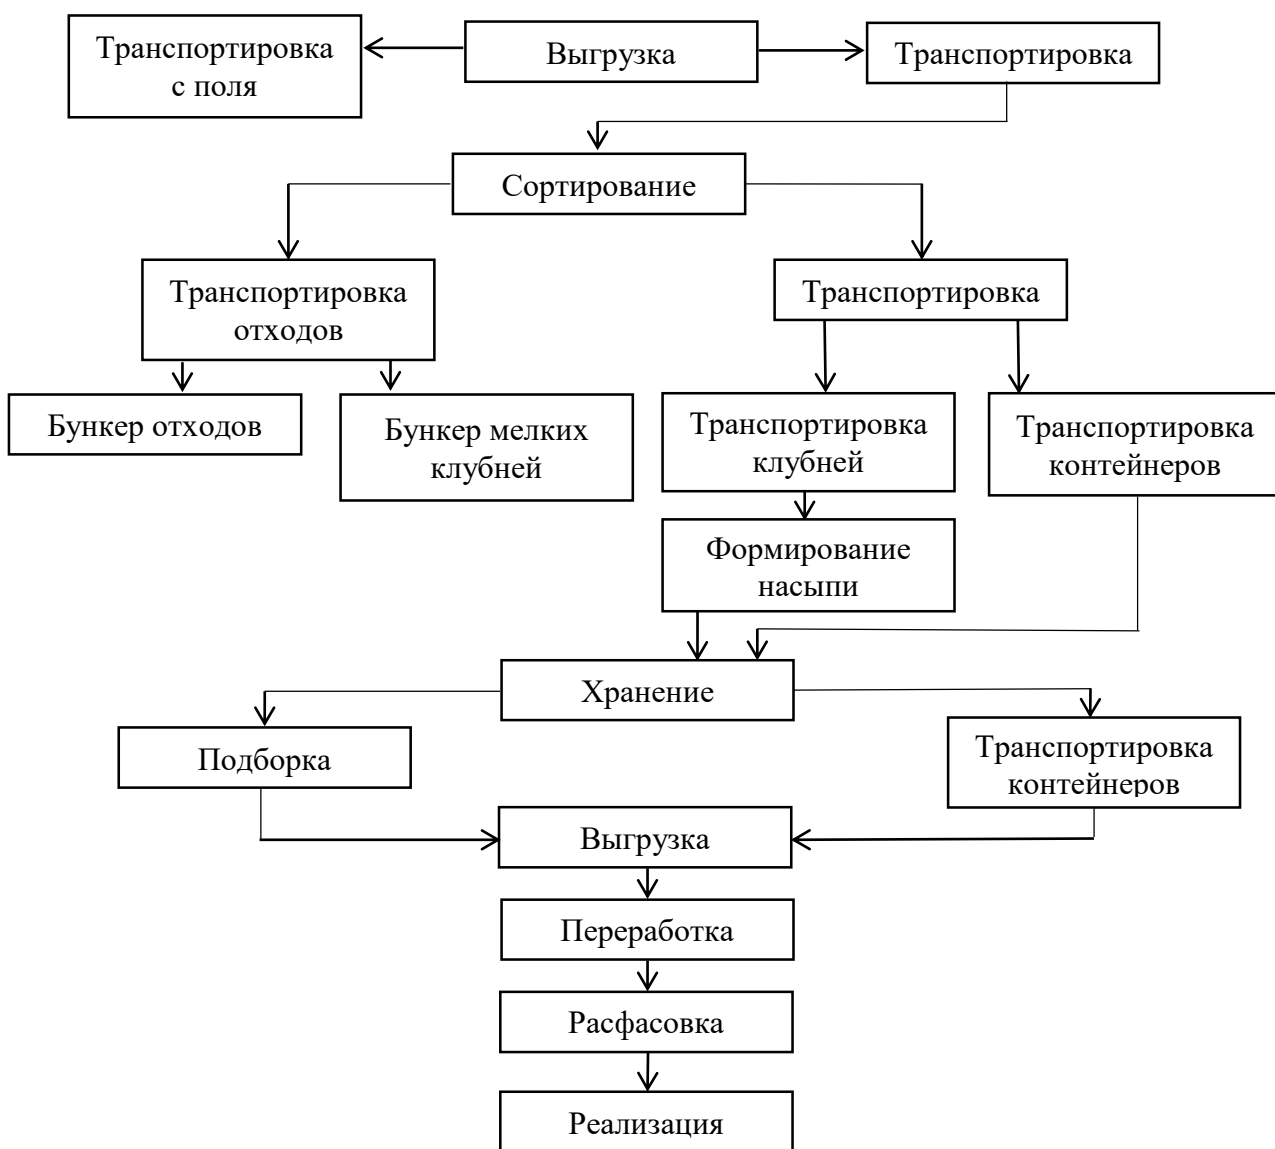 Транспортировка
с поля
Выгрузка
Транспортировка
Сортирование
Транспортировка
отходов
Транспортировка
Бункер отходов
Бункер мелких
клубней
Транспортировка
клубней
Транспортировка
контейнеров
Формирование
насыпи
Хранение
Подборка
Транспортировка
контейнеров
Выгрузка
Переработка
Расфасовка
Реализация